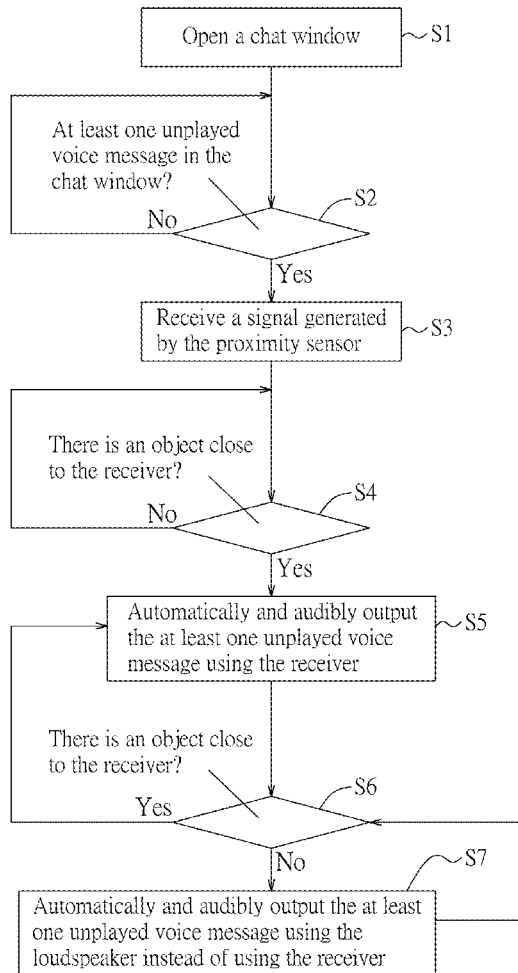 Open a chat window
S1
At least one unplayed
voice message in the
chat window?
S2
No
Yes
Receive a signal generated
by the proximity sensor
S3
There is an object close
to the receiver?
S4
No
Yes
Automatically and audibly output
the at least one unplayed voice
message using the receiver
S5
There is an object close
to the receiver?
S6
Yes
No
S7
Automatically and audibly output the at least
one unplayed voice message using the
loudspeaker instead of using the receiver